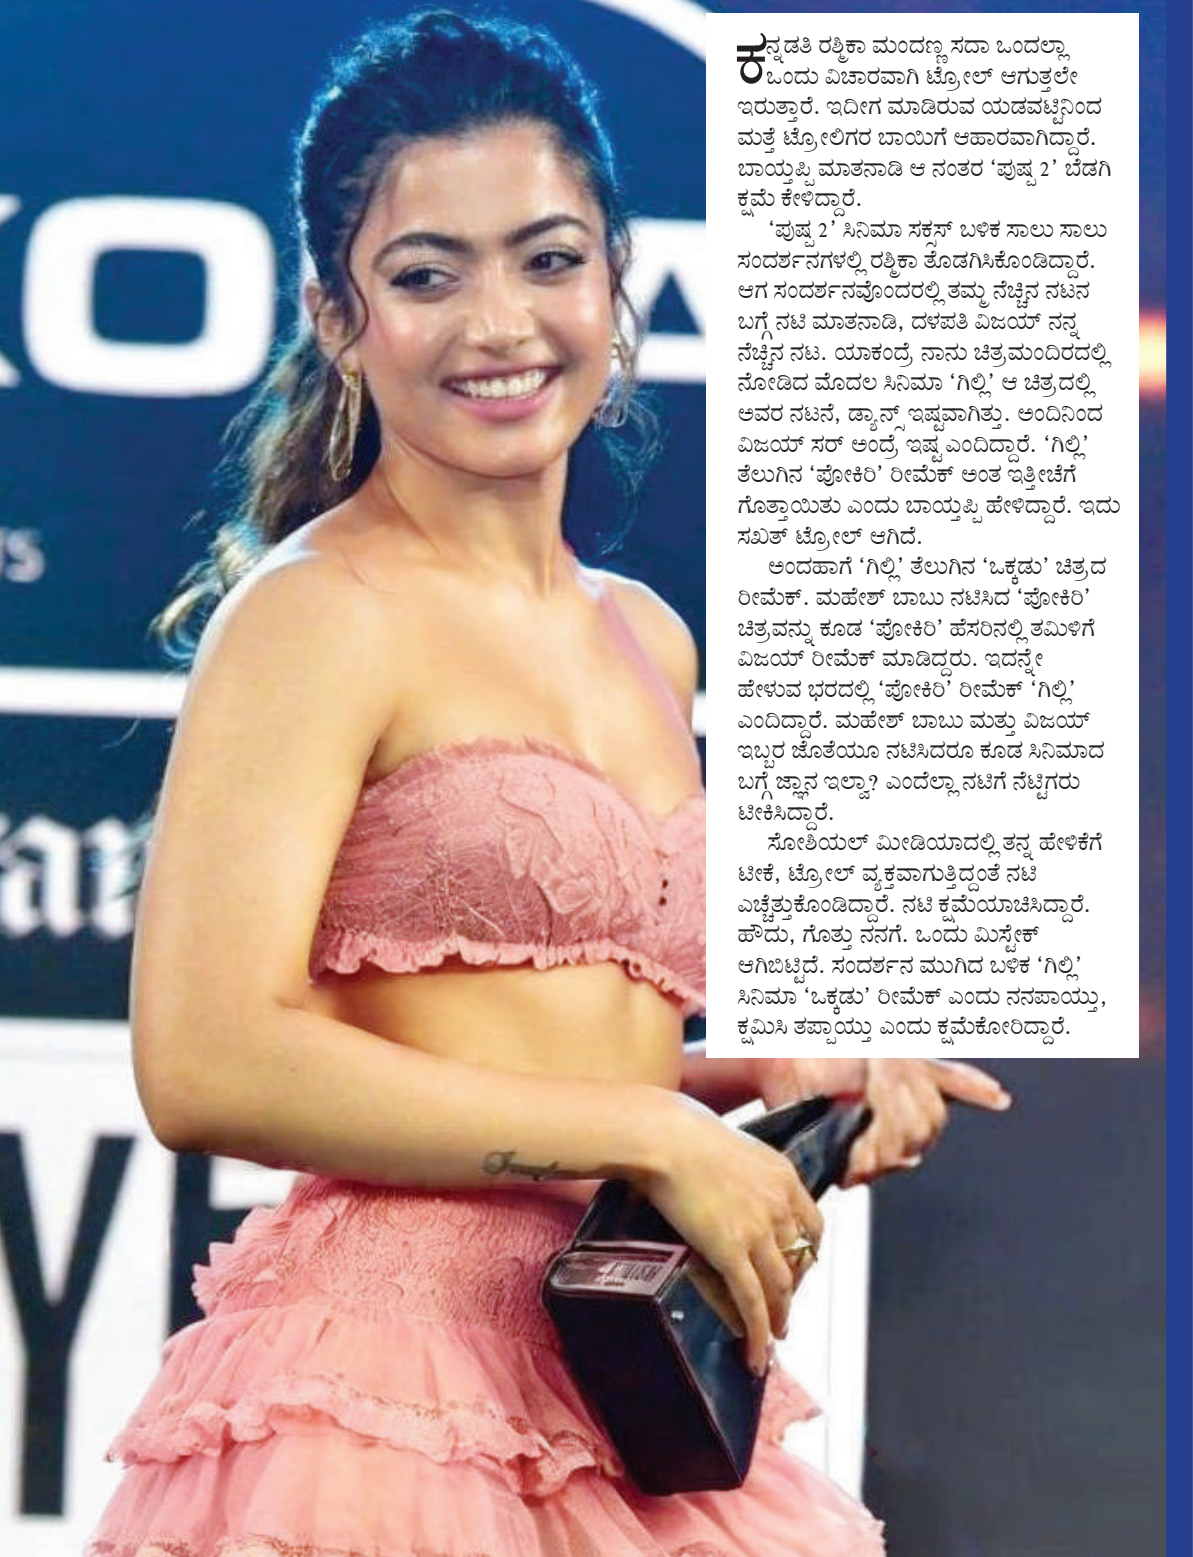 KO A
us
an
YE
ಕನ್ನಡತಿ ರಶ್ಮಿಕಾ ಮಂದಣ್ಣ ಸದಾ ಒಂದಲ್ಲಾ
ಒಂದು ವಿಚಾರವಾಗಿ ಟ್ರೋಲ್ ಆಗುತ್ತಲೇ
ಇರುತ್ತಾರೆ. ಇದೀಗ ಮಾಡಿರುವ ಯಡವಟ್ಟಿನಿಂದ
ಮತ್ತೆ ಟ್ರೋಲಿಗರ ಬಾಯಿಗೆ ಆಹಾರವಾಗಿದ್ದಾರೆ.
ಬಾಯ್ತಪ್ಪಿ ಮಾತನಾಡಿ ಆ ನಂತರ ‘ಪುಷ್ಪ 2’ ಬೆಡಗಿ
ಕ್ಷಮೆ ಕೇಳಿದ್ದಾರೆ.
‘ಪುಷ್ಪ 2’ ಸಿನಿಮಾ ಸಕ್ಸಸ್ ಬಳಿಕ ಸಾಲು ಸಾಲು
ಸಂದರ್ಶನಗಳಲ್ಲಿ ರಶ್ಮಿಕಾ ತೊಡಗಿಸಿಕೊಂಡಿದ್ದಾರೆ.
ಆಗ ಸಂದರ್ಶನವೊಂದರಲ್ಲಿ ತಮ್ಮ ನೆಚ್ಚಿನ ನಟನ
ಬಗ್ಗೆ ನಟಿ ಮಾತನಾಡಿ, ದಳಪತಿ ವಿಜಯ್ ನನ್ನ
ನೆಚ್ಚಿನ ನಟ. ಯಾಕಂದ್ರೆ ನಾನು ಚಿತ್ರಮಂದಿರದಲ್ಲಿ
ನೋಡಿದ ಮೊದಲ ಸಿನಿಮಾ ‘ಗಿಲ್ಲಿ’ ಆ ಚಿತ್ರದಲ್ಲಿ
ಅವರ ನಟನೆ, ಡ್ಯಾನ್ಸ್ ಇಷ್ಟವಾಗಿತ್ತು. ಅಂದಿನಿಂದ
ವಿಜಯ್ ಸರ್ ಅಂದ್ರೆ ಇಷ್ಟ ಎಂದಿದ್ದಾರೆ. ‘ಗಿಲ್ಲಿ’
ತೆಲುಗಿನ ‘ಪೋಕಿರಿ’ ರೀಮೆಕ್ ಅಂತ ಇತ್ತೀಚೆಗೆ
ಗೊತ್ತಾಯಿತು ಎಂದು ಬಾಯ್ತಪ್ಪಿ ಹೇಳಿದ್ದಾರೆ. ಇದು
ಸಖತ್ ಟ್ರೋಲ್ ಆಗಿದೆ.
ಅಂದಹಾಗೆ ‘ಗಿಲ್ಲಿ’ ತೆಲುಗಿನ ‘ಒಕ್ಕಡು’ ಚಿತ್ರದ
ರೀಮೆಕ್. ಮಹೇಶ್ ಬಾಬು ನಟಿಸಿದ ‘ಪೋಕಿರಿ’
ಚಿತ್ರವನ್ನು ಕೂಡ ‘ಪೋಕಿರಿ’ ಹೆಸರಿನಲ್ಲಿ ತಮಿಳಿಗೆ
ವಿಜಯ್ ರೀಮೆಕ್ ಮಾಡಿದ್ದರು. ಇದನ್ನೇ
ಹೇಳುವ ಭರದಲ್ಲಿ ‘ಪೋಕಿರಿ’ ರೀಮೆಕ್ ‘ಗಿಲ್ಲಿ’
ಎಂದಿದ್ದಾರೆ. ಮಹೇಶ್ ಬಾಬು ಮತ್ತು ವಿಜಯ್
ಇಬ್ಬರ ಜೊತೆಯೂ ನಟಿಸಿದರೂ ಕೂಡ ಸಿನಿಮಾದ
ಬಗ್ಗೆ ಜ್ಞಾನ ಇಲ್ವಾ? ಎಂದೆಲ್ಲಾ ನಟಿಗೆ ನೆಟ್ಟಿಗರು
ಟೀಕಿಸಿದ್ದಾರೆ.
ಸೋಶಿಯಲ್ ಮೀಡಿಯಾದಲ್ಲಿ ತನ್ನ ಹೇಳಿಕೆಗೆ
ಟೀಕೆ, ಟ್ರೋಲ್ ವ್ಯಕ್ತವಾಗುತ್ತಿದ್ದಂತೆ ನಟಿ
ಎಚ್ಚೆತ್ತುಕೊಂಡಿದ್ದಾರೆ. ನಟಿ ಕ್ಷಮೆಯಾಚಿಸಿದ್ದಾರೆ.
ಹೌದು, ಗೊತ್ತು ನನಗೆ. ಒಂದು ಮಿಸ್ಟೇಕ್
ಆಗಿಬಿಟ್ಟಿದೆ. ಸಂದರ್ಶನ ಮುಗಿದ ಬಳಿಕ ‘ಗಿಲ್ಲಿ’
ಸಿನಿಮಾ ‘ಒಕ್ಕಡು’ ರೀಮೆಕ್ ಎಂದು ನನಪಾಯ್ತು,
ಕ್ಷಮಿಸಿ ತಪ್ಪಾಯ್ತು ಎಂದು ಕ್ಷಮೆಕೋರಿದ್ದಾರೆ.